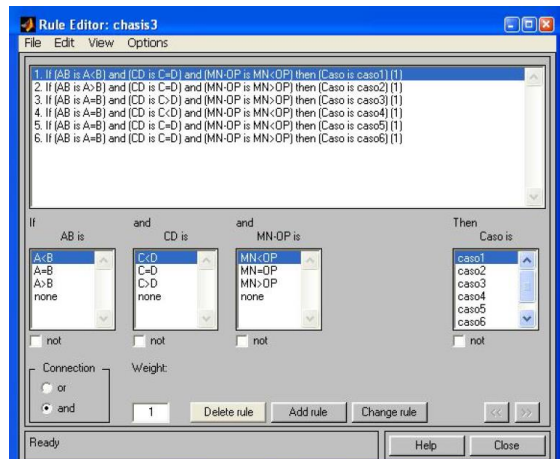 Rule Editor: chasis3
File Edit View Options
1. If (AB is A<B) and (CD is C=D) and (MN-OP is MN<OP) then (Caso is caso1) (1)
2. If (AB is A>B) and (CD is C=D) and (MN-OP is MN>OP) then (Caso is caso2) (1)
3. If (AB is A=B) and (CD is C>D) and (MN-OP is MN>OP) then (Caso is caso3) (1)
4. If (AB is A=B) and (CD is C<D) and (MN-OP is MN<OP) then (Caso is caso4) (1)
5. If (AB is A=B) and (CD is C=D) and (MN-OP is MN<OP) then (Caso is caso5) (1)
6. If (AB is A=B) and (CD is C=D) and (MN-OP is MN>OP) then (Caso is caso6) (1)
If and and Then
AB is CD is MN-OP is Caso is
A<B C<D MN<OP caso1
A=B C=D MN=OP caso2
A>B C>D MN>OP caso3
none none none caso4
caso5
caso6
not not not not
Connection Weight:
or
and 1 Delete rule Add rule Change rule << >>
Ready Help Close